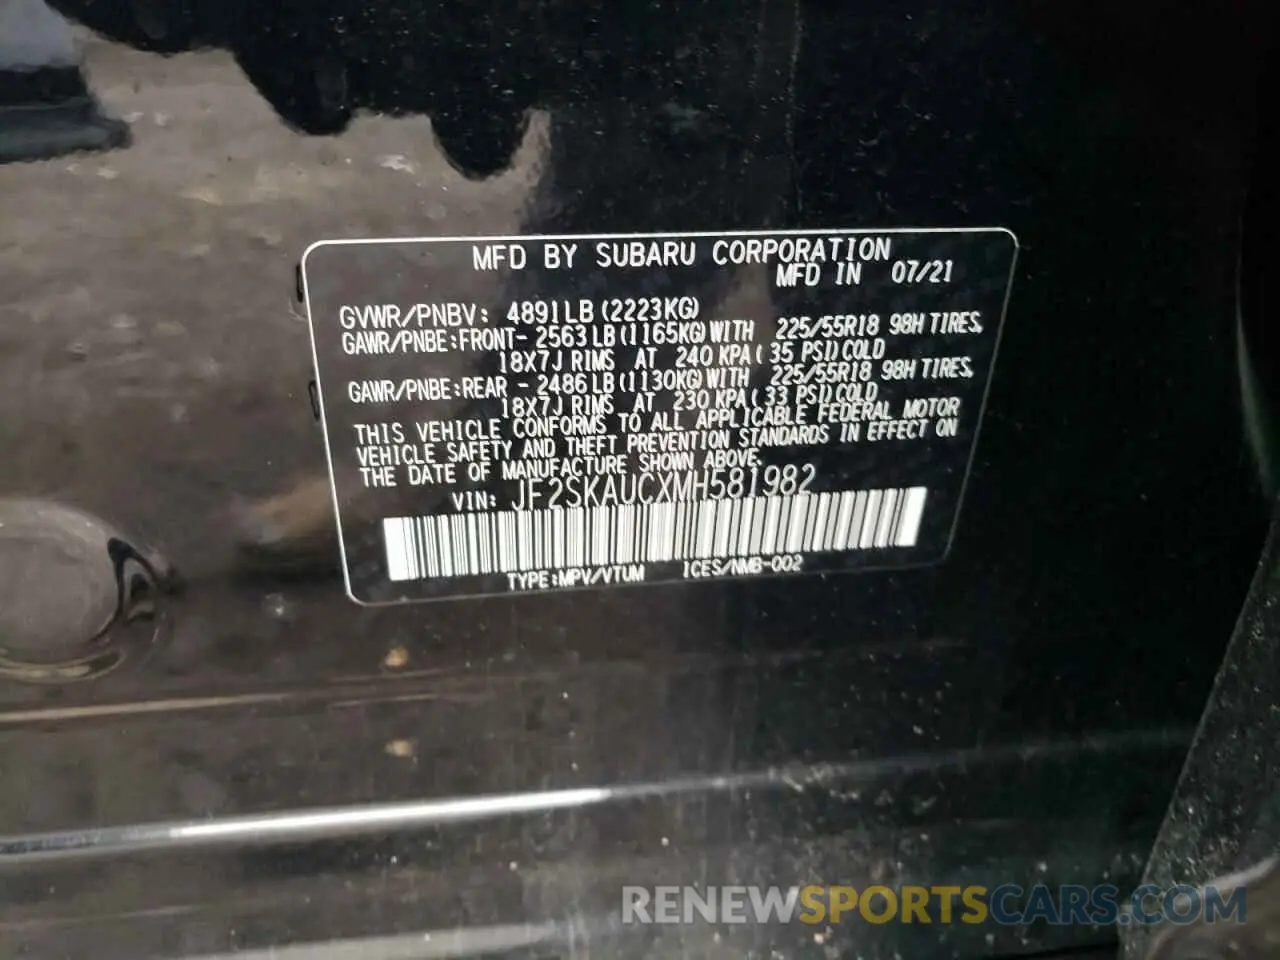 MFD BY SUBARU CORPORATION
MFD IN 07/21
GVWR/PNBV: 4891LB(2223KG)
GAWR/PNBE:FRONT- 2563LB(1165KG)WITH 225/55R18 98H TIRES,
18X7J RIMS AT 240 KPA( 35 PSI)COLD
GAWR/PNBE:REAR - 2486LB(1130KG)WITH 225/55R18 98H TIRES,
18X7J RIMS AT 230 KPA( 33 PSI)COLD
THIS VEHICLE CONFORMS TO ALL APPLICABLE FEDERAL MOTOR
VEHICLE SAFETY AND THEFT PREVENTION STANDARDS IN EFFECT ON
THE DATE OF MANUFACTURE SHOWN ABOVE.
VIN: JF2SKAUCXMH581982
TYPE:MPV/VTUM ICES/NMB-002
RENEWSPORTSCARS.COM